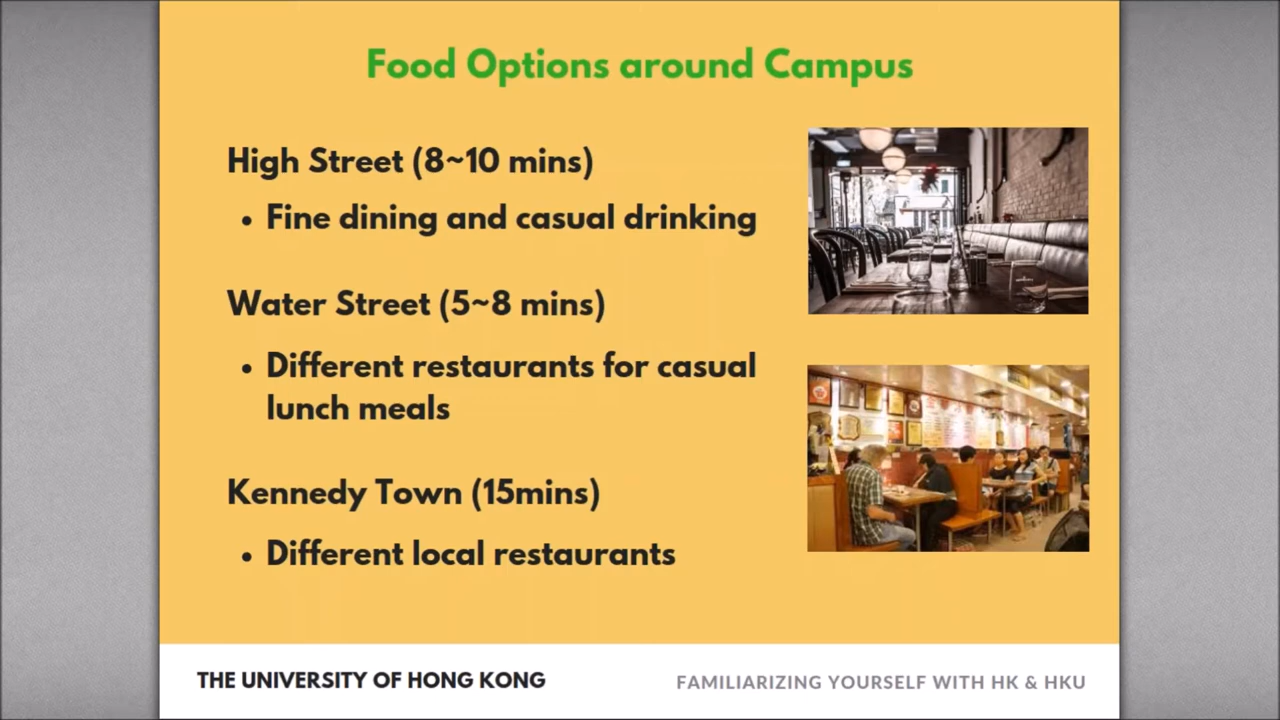 Food Options around Campus
High Street (8~10 mins)
• Fine dining and casual drinking
Water Street (5~8 mins)
• Different restaurants for casual
lunch meals
Kennedy Town (15mins)
• Different local restaurants
THE UNIVERSITY OF HONG KONG
FAMILIARIZING YOURSELF WITH HK & HKU